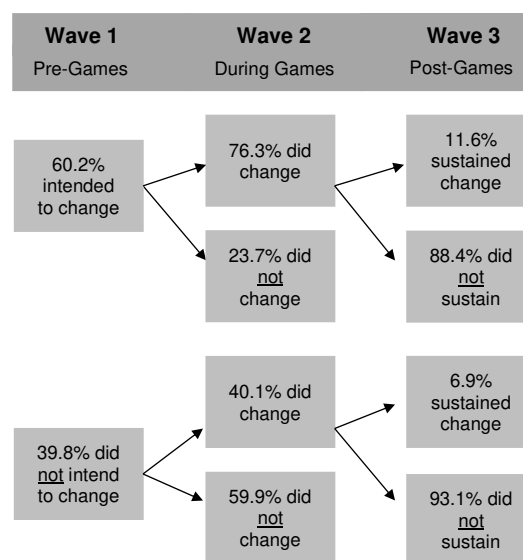 Wave 1
Pre-Games
Wave 2
During Games
Wave 3
Post-Games
60.2%
intended
to change
76.3% did
change
11.6%
sustained
change
23.7% did
not
change
88.4% did
not
sustain
39.8% did
not intend
to change
40.1% did
change
6.9%
sustained
change
59.9% did
not
change
93.1% did
not
sustain